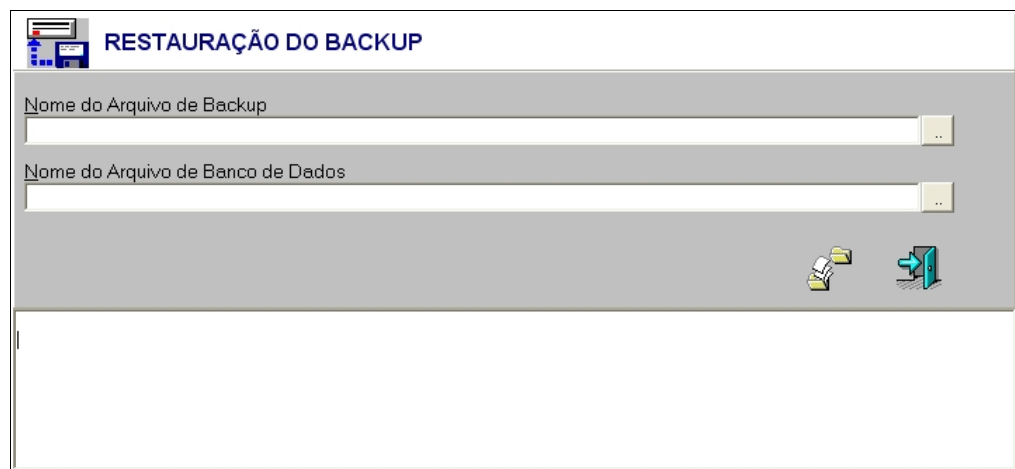 RESTAURAÇÃO DO BACKUP
Nome do Arquivo de Backup
..
Nome do Arquivo de Banco de Dados
..